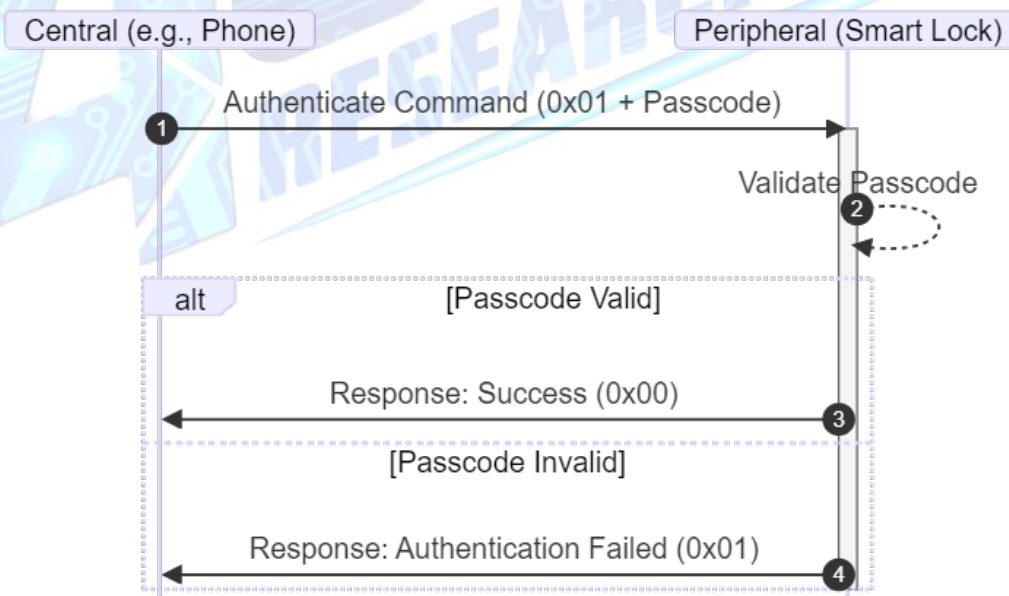 Central (e.g., Phone)
Peripheral (Smart Lock)
RESEAR
Authenticate Command (0x01 + Passcode)
1
Validate Passcode
2
alt
[Passcode Valid]
Response: Success (0x00)
3
[Passcode Invalid]
Response: Authentication Failed (0x01)
4